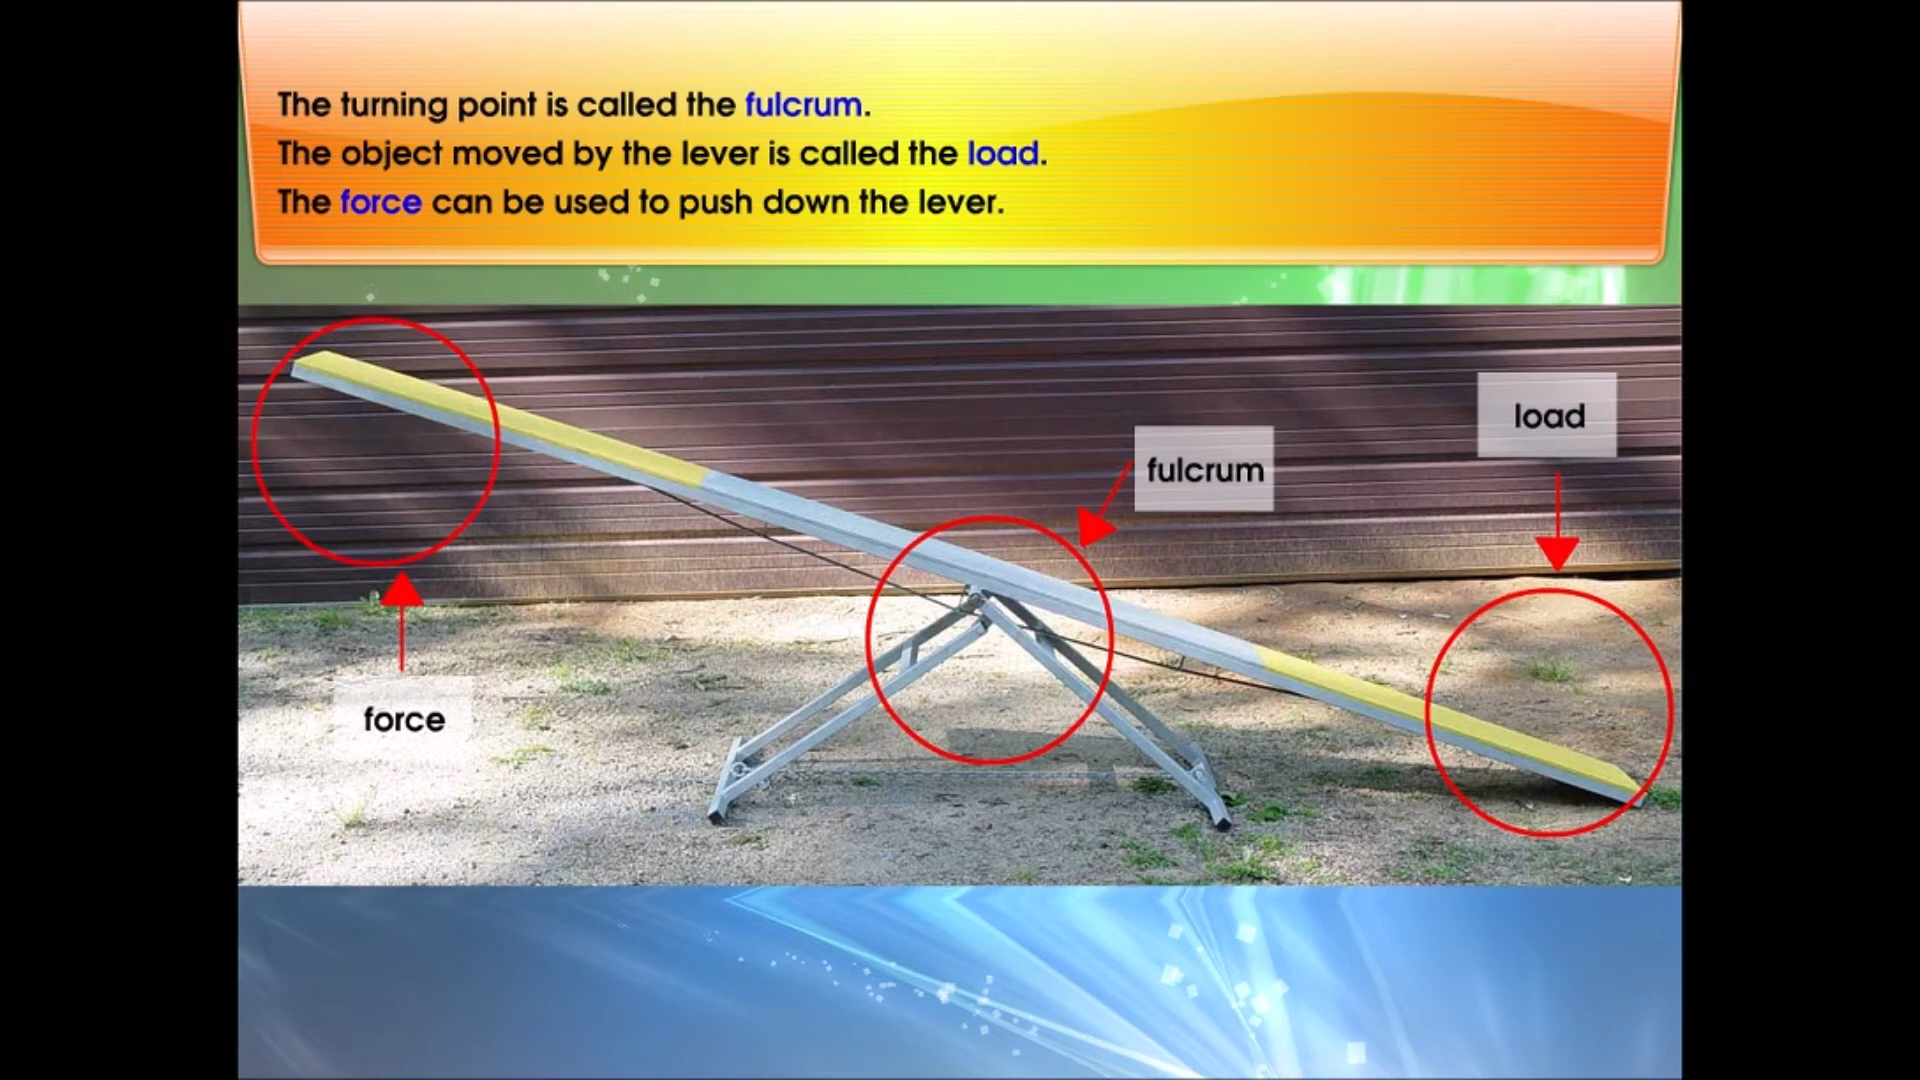 The turning point is called the fulcrum.
The object moved by the lever is called the load.
The force can be used to push down the lever.
load
fulcrum
force